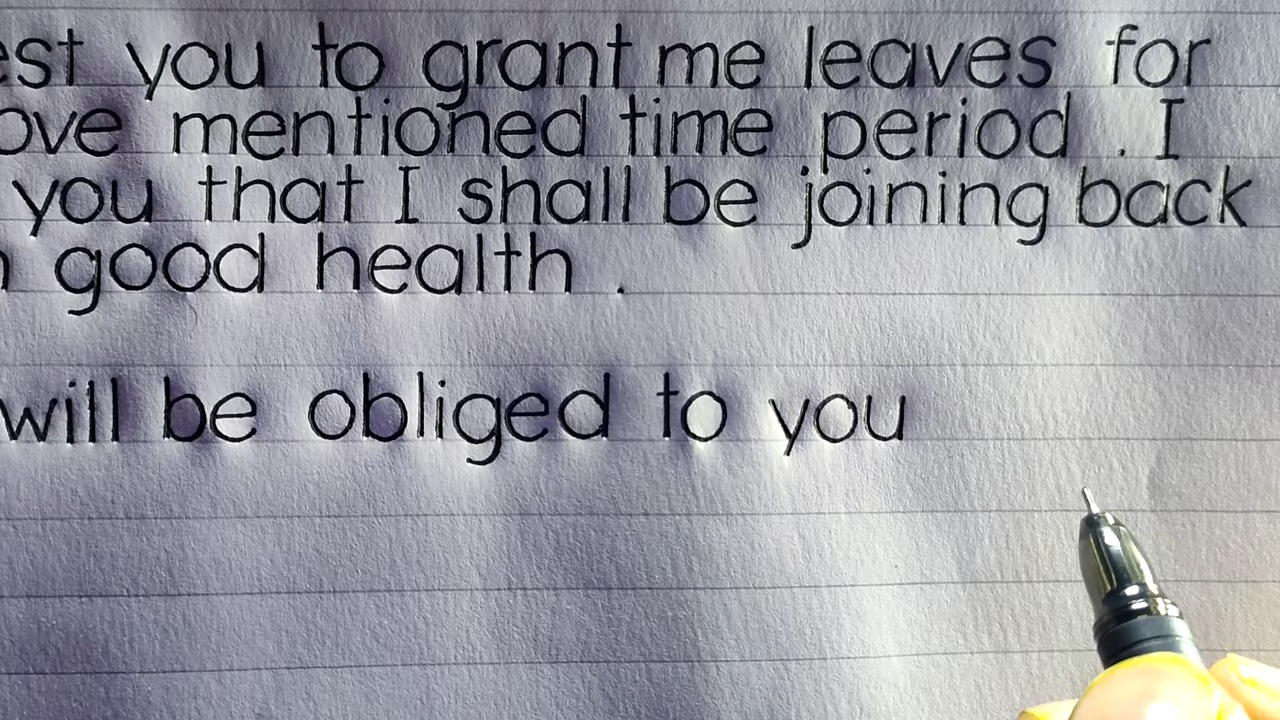 est you to grant me leaves for
ove mentioned time period . I
you that I shall be joining back
good health .
will be obliged to you